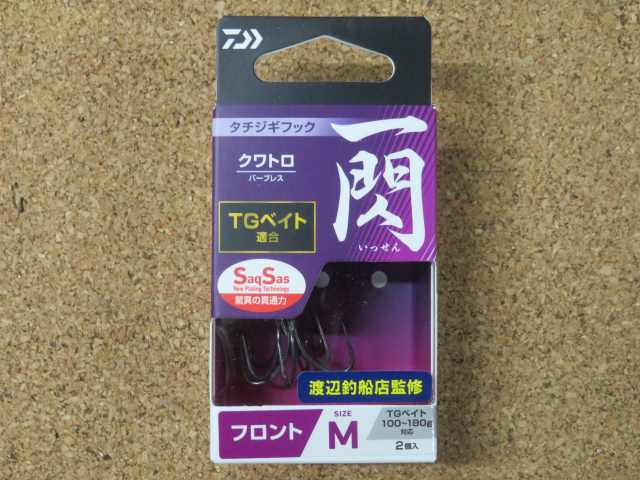 タチジギフック
一閃
いっせん
クワトロ
バーブレス
TGベイト
適合
SaqSas
New Plating Technology
驚異の貫通力
渡辺釣船店監修
フロント
SIZE
M
TGベイト
100~180g
対応
2個入